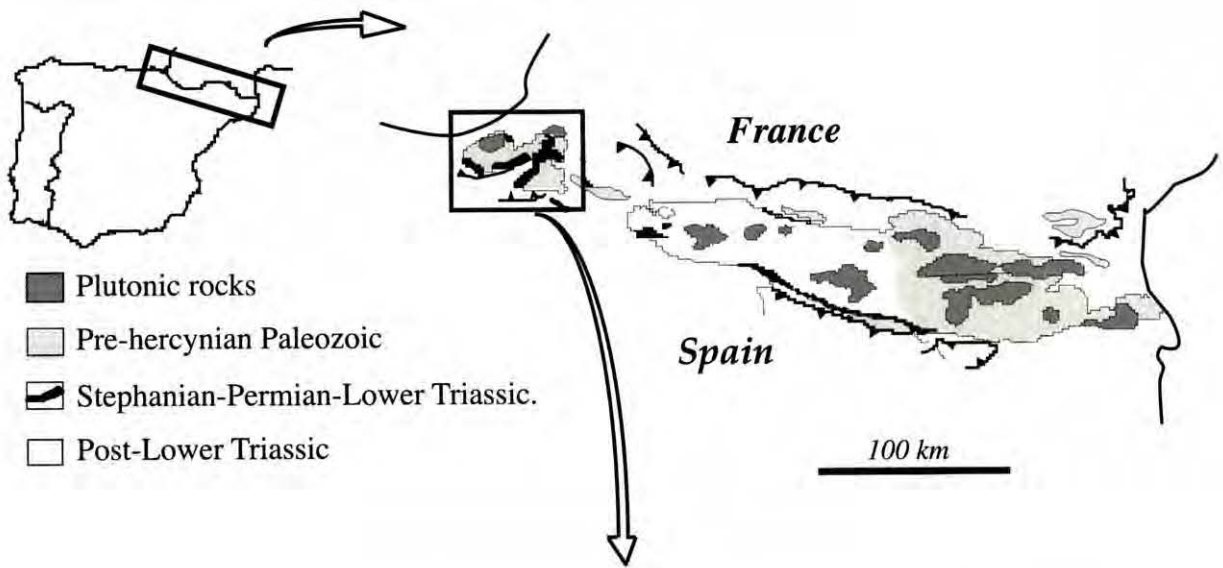 France
Plutonic rocks
Pre-hercynian Paleozoic
Spain
Stephanian-Permian-Lower Triassic.
Post-Lower Triassic
100 km